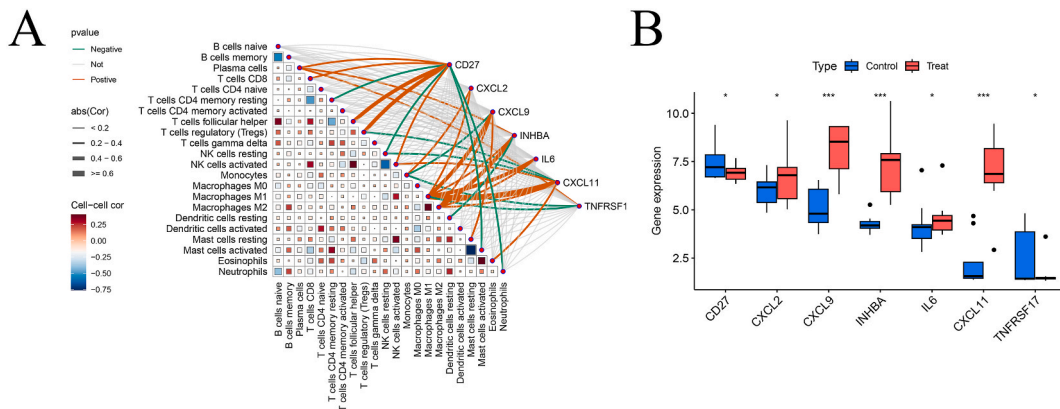 A
pvalue
Negative
Not
Postive
abs(Cor)
< 0.2
0.2 - 0.4
0.4 - 0.6
>= 0.6
Cell-cell cor
0.25
0.00
−0.25
−0.50
−0.75
B cells naive
B cells memory
Plasma cells
T cells CD8
T cells CD4 naive
T cells CD4 memory resting
T cells CD4 memory activated
T cells follicular helper
T cells regulatory (Tregs)
T cells gamma delta
NK cells resting
NK cells activated
Monocytes
Macrophages M0
Macrophages M1
Macrophages M2
Dendritic cells resting
Dendritic cells activated
Mast cells resting
Mast cells activated
Eosinophils
Neutrophils
CD27
CXCL2
CXCL9
INHBA
IL6
CXCL11
TNFRSF1
B cells naive
B cells memory
Plasma cells
T cells CD8
T cells CD4 naive
T cells CD4 memory resting
T cells CD4 memory activated
T cells follicular helper
T cells regulatory (Tregs)
T cells gamma delta
NK cells resting
NK cells activated
Monocytes
Macrophages M0
Macrophages M1
Macrophages M2
Dendritic cells resting
Dendritic cells activated
Mast cells resting
Mast cells activated
Eosinophils
Neutrophils
B
Type Control Treat
* * *** *** * *** *
Gene expression
10.0
7.5
5.0
2.5
CD27
CXCL2
CXCL9
INHBA
IL6
CXCL11
TNFRSF17